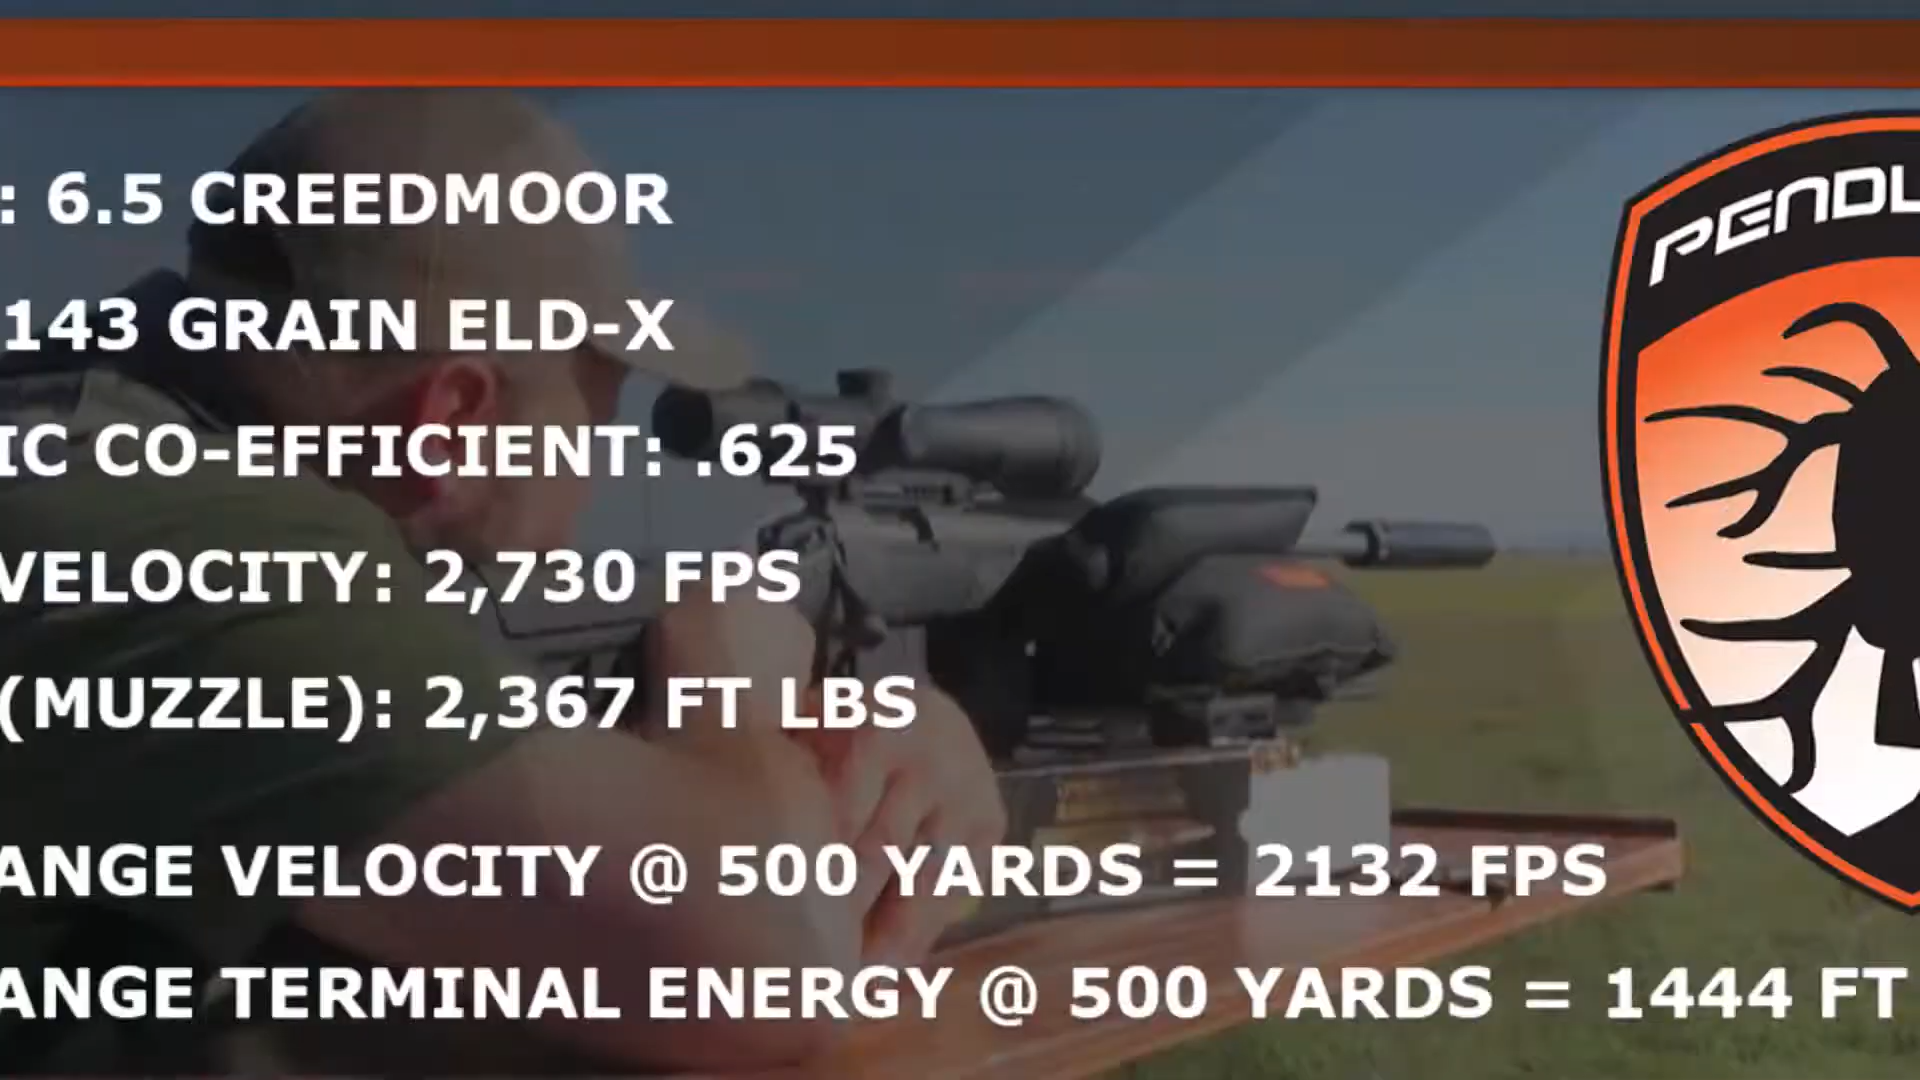 : 6.5 CREEDMOOR
143 GRAIN ELD-X
IC CO-EFFICIENT: .625
VELOCITY: 2,730 FPS
(MUZZLE): 2,367 FT LBS
ANGE VELOCITY @ 500 YARDS = 2132 FPS
ANGE TERMINAL ENERGY @ 500 YARDS = 1444 FT
PENDU